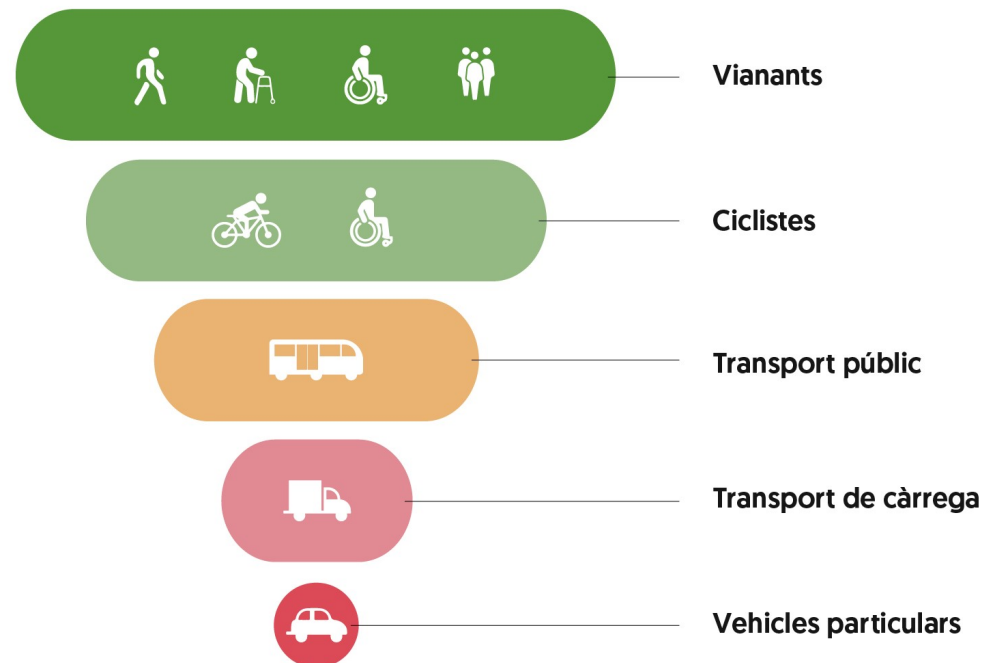 Vianants
Ciclistes
Transport públic
Transport de càrrega
Vehicles particulars